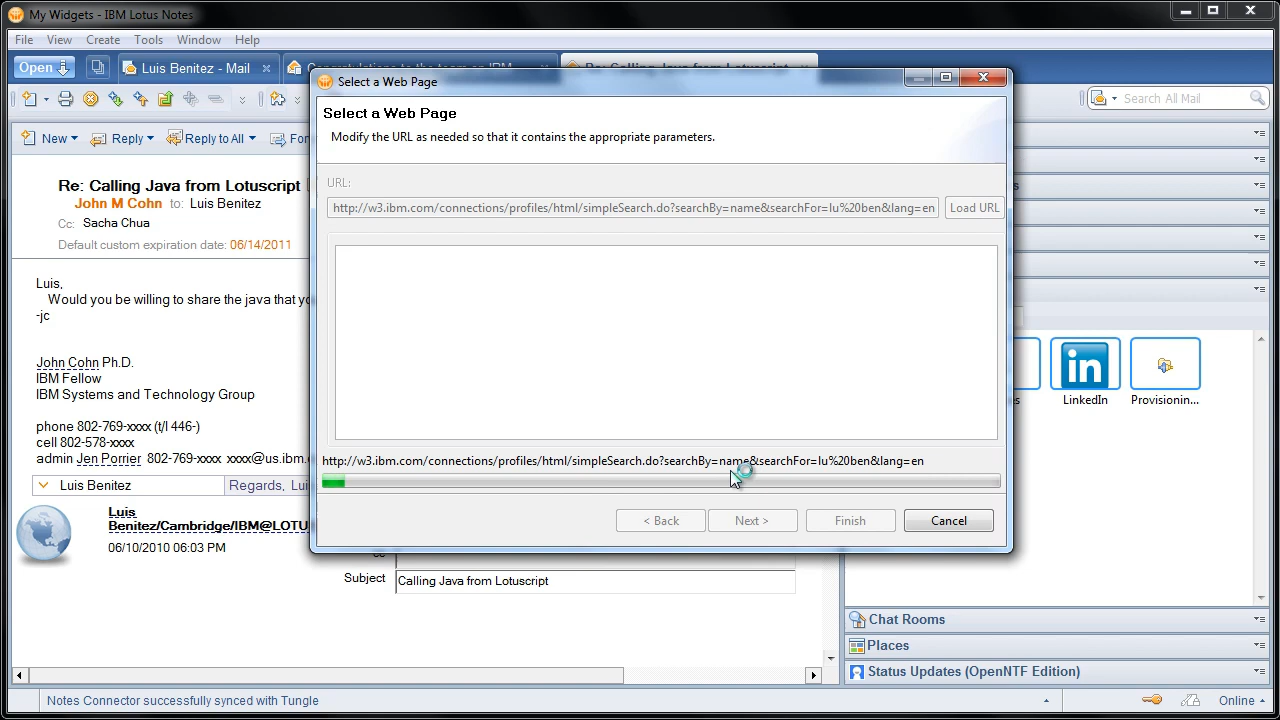 My Widgets - IBM Lotus Notes
File View Create Tools Window Help
Open
Luis Benitez - Mail
Search All Mail
New Reply Reply to All
Select a Web Page
Select a Web Page
Modify the URL as needed so that it contains the appropriate parameters.
URL:
http://w3.ibm.com/connections/profiles/html/simpleSearch.do?searchBy=name&searchFor=lu%20ben&lang=en
Load URL
http://w3.ibm.com/connections/profiles/html/simpleSearch.do?searchBy=name&searchFor=lu%20ben&lang=en
< Back Next > Finish Cancel
Re: Calling Java from Lotuscript
John M Cohn to: Luis Benitez
Cc: Sacha Chua
Default custom expiration date: 06/14/2011
Luis,
Would you be willing to share the java that
-jc
John Cohn Ph.D.
IBM Fellow
IBM Systems and Technology Group
phone 802-769-xxxx (t/l 446-)
cell 802-578-xxxx
admin Jen Porrier 802-769-xxxx xxxx@us.ibm.
Luis Benitez
Regards,
Luis
Benitez/Cambridge/IBM@LOTU
06/10/2010 06:03 PM
Subject
Calling Java from Lotuscript
LinkedIn
Provisionin...
Chat Rooms
Places
Status Updates (OpenNTF Edition)
Notes Connector successfully synced with Tungle
Online